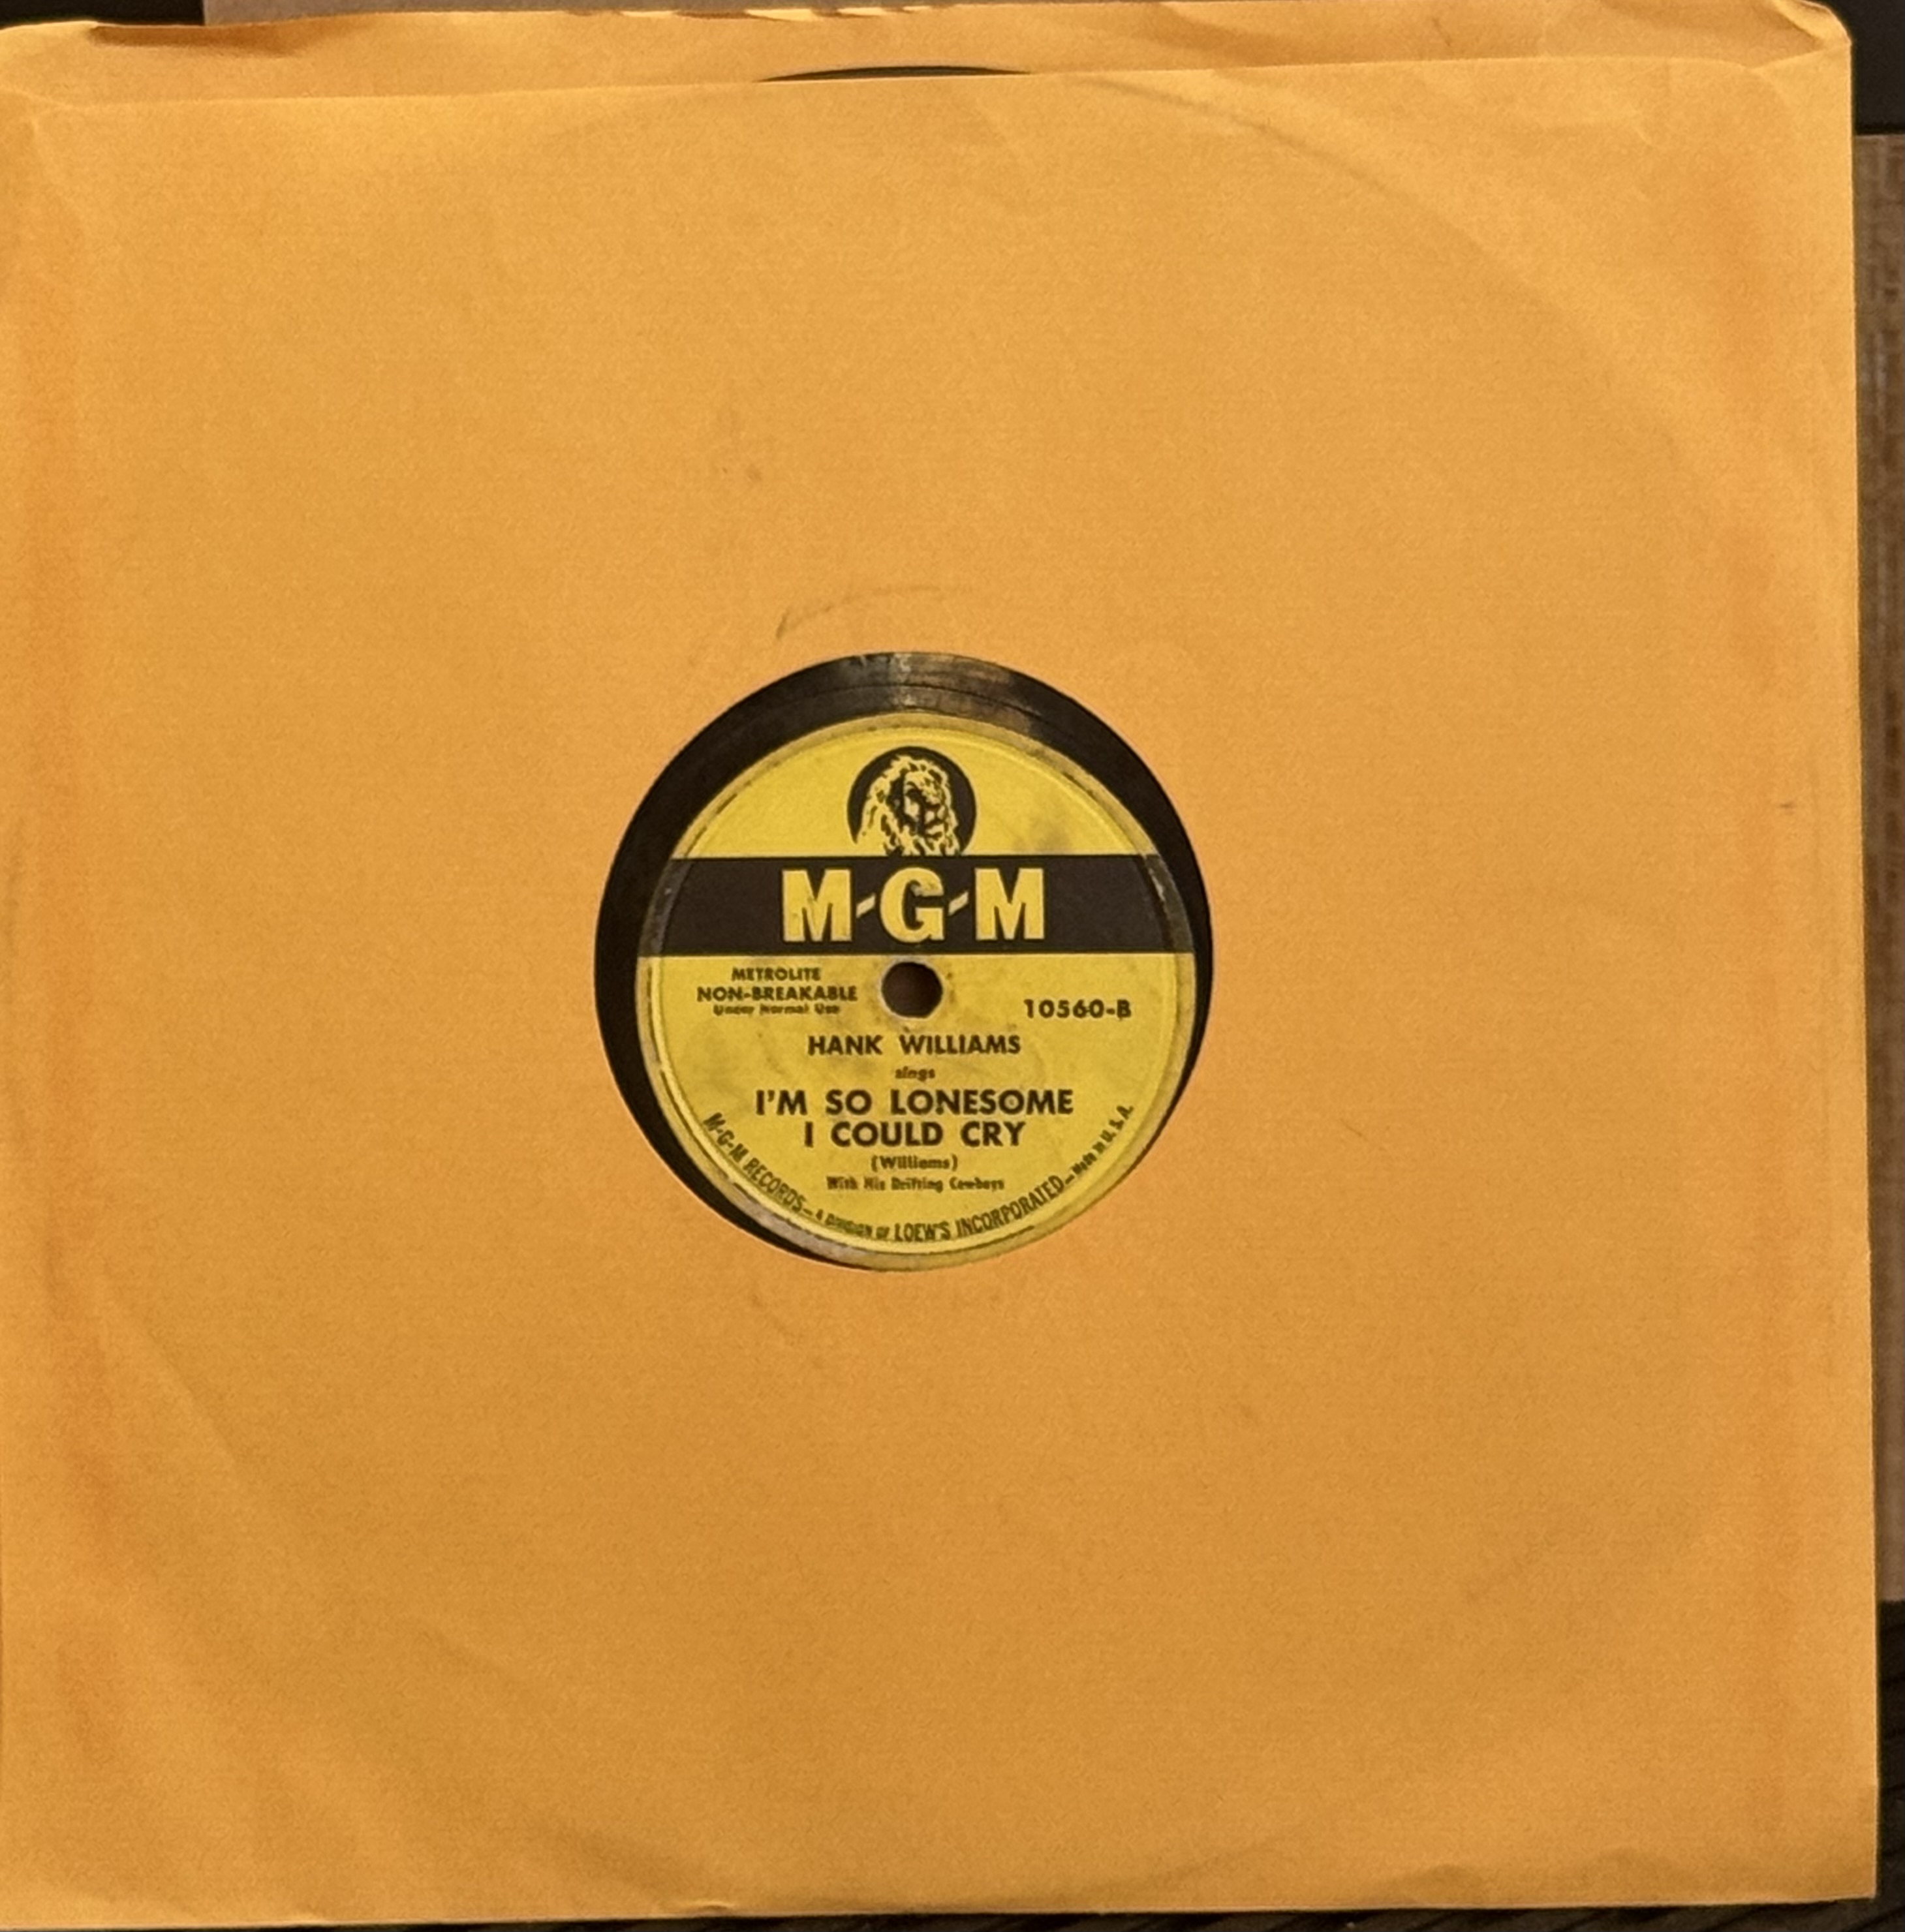 M-G-M
METROLITE
NON-BREAKABLE
Under Normal Use
10560-B
HANK WILLIAMS
sings
I'M SO LONESOME
I COULD CRY
(Williams)
With His Drifting Cowboys
M-G-M RECORDS—A DIVISION OF LOEW'S INCORPORATED—Made in U. S. A.